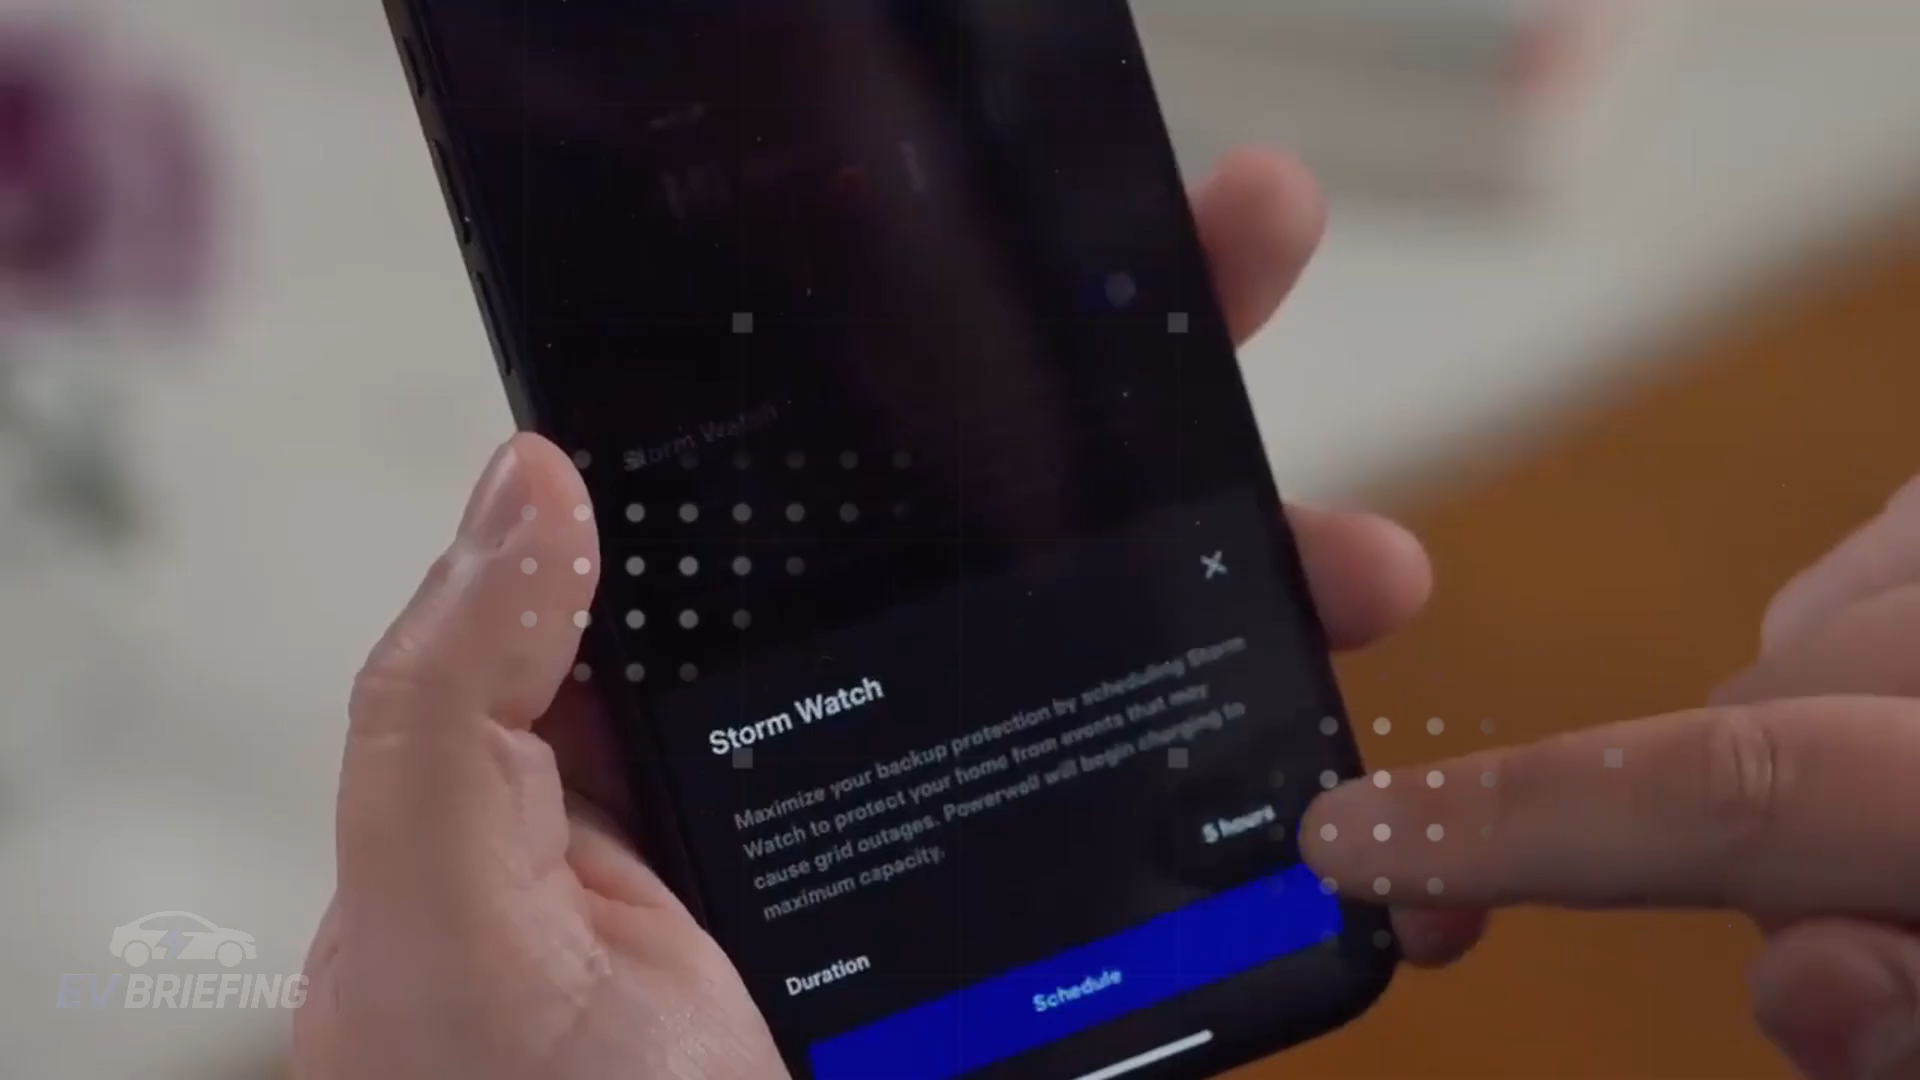 Storm Watch
Storm Watch
Maximize your backup protection by scheduling Storm
Watch to protect your home from events that may
cause grid outages. Powerwall will begin charging to
maximum capacity.
5 hours
Duration
Schedule
EV BRIEFING